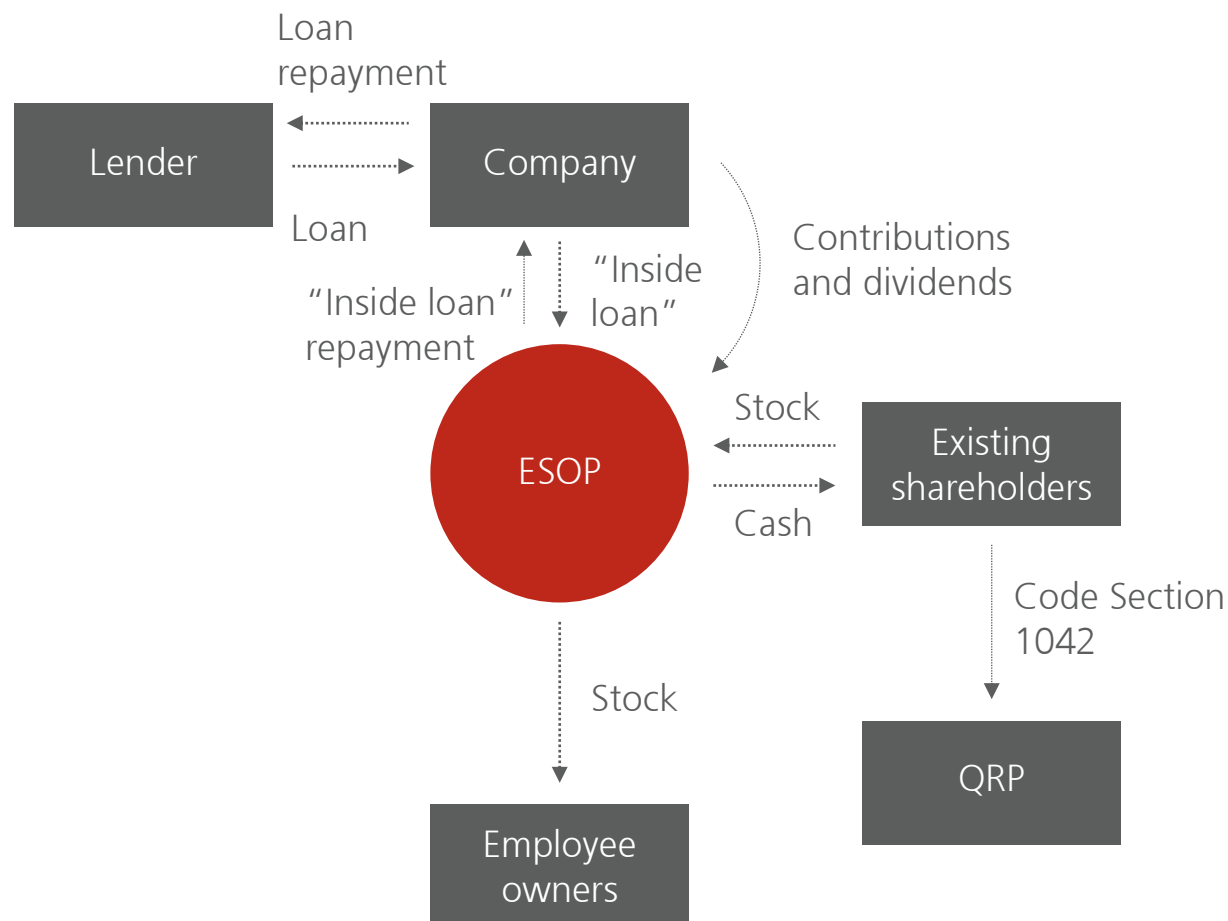 Loan
repayment
Lender
Company
Loan
“Inside
loan”
“Inside loan”
repayment
Contributions
and dividends
ESOP
Stock
Cash
Existing
shareholders
Code Section
1042
Stock
QRP
Employee
owners